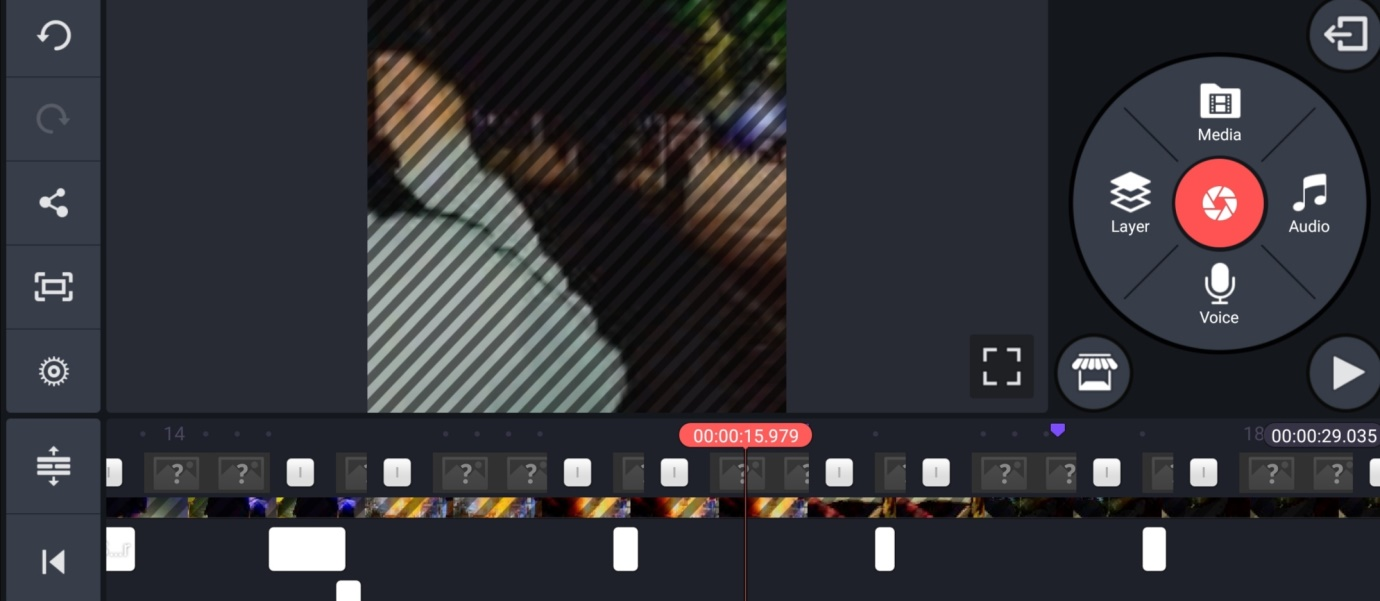 Media
Layer
Audio
Voice
14
00:00:15.979
18
00:00:29.035
? ? ? ? ? ? ? ? ? ?
...r